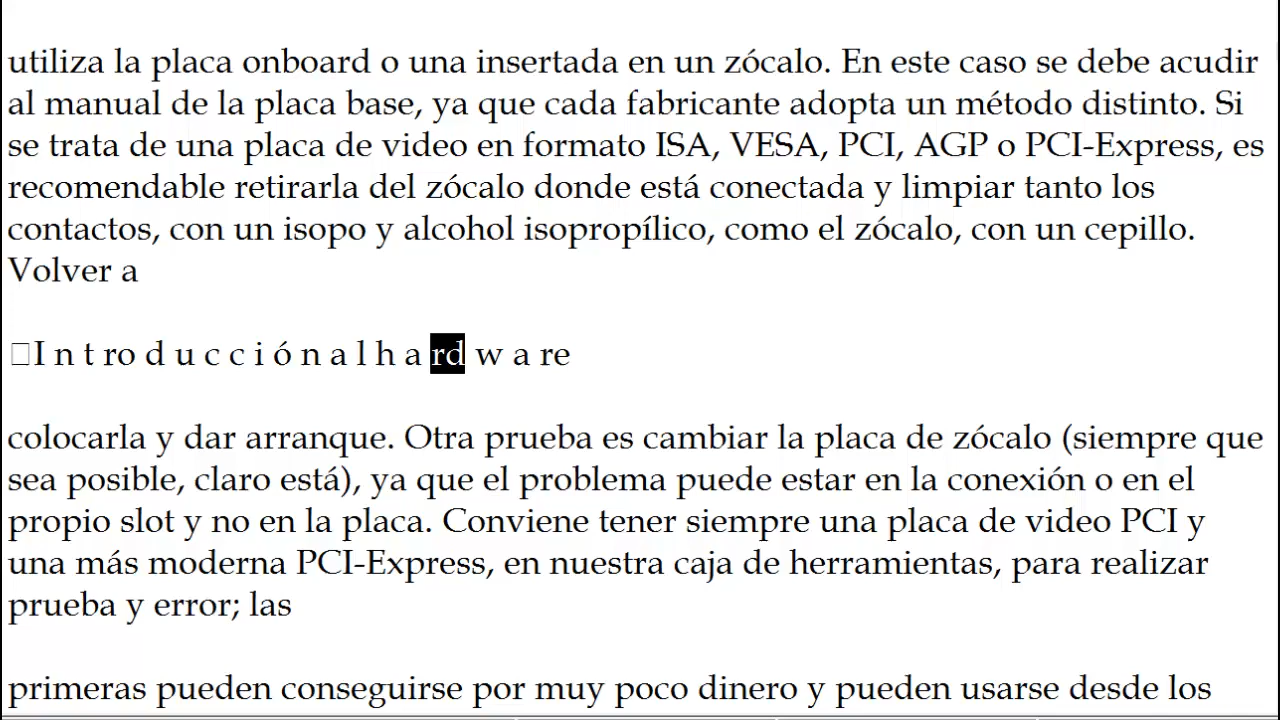 utiliza la placa onboard o una insertada en un zócalo. En este caso se debe acudir
al manual de la placa base, ya que cada fabricante adopta un método distinto. Si
se trata de una placa de video en formato ISA, VESA, PCI, AGP o PCI-Express, es
recomendable retirarla del zócalo donde está conectada y limpiar tanto los
contactos, con un isopo y alcohol isopropílico, como el zócalo, con un cepillo.
Volver a
□I n t ro d u c c i ó n a l h a rd w a re
colocarla y dar arranque. Otra prueba es cambiar la placa de zócalo (siempre que
sea posible, claro está), ya que el problema puede estar en la conexión o en el
propio slot y no en la placa. Conviene tener siempre una placa de video PCI y
una más moderna PCI-Express, en nuestra caja de herramientas, para realizar
prueba y error; las
primeras pueden conseguirse por muy poco dinero y pueden usarse desde los